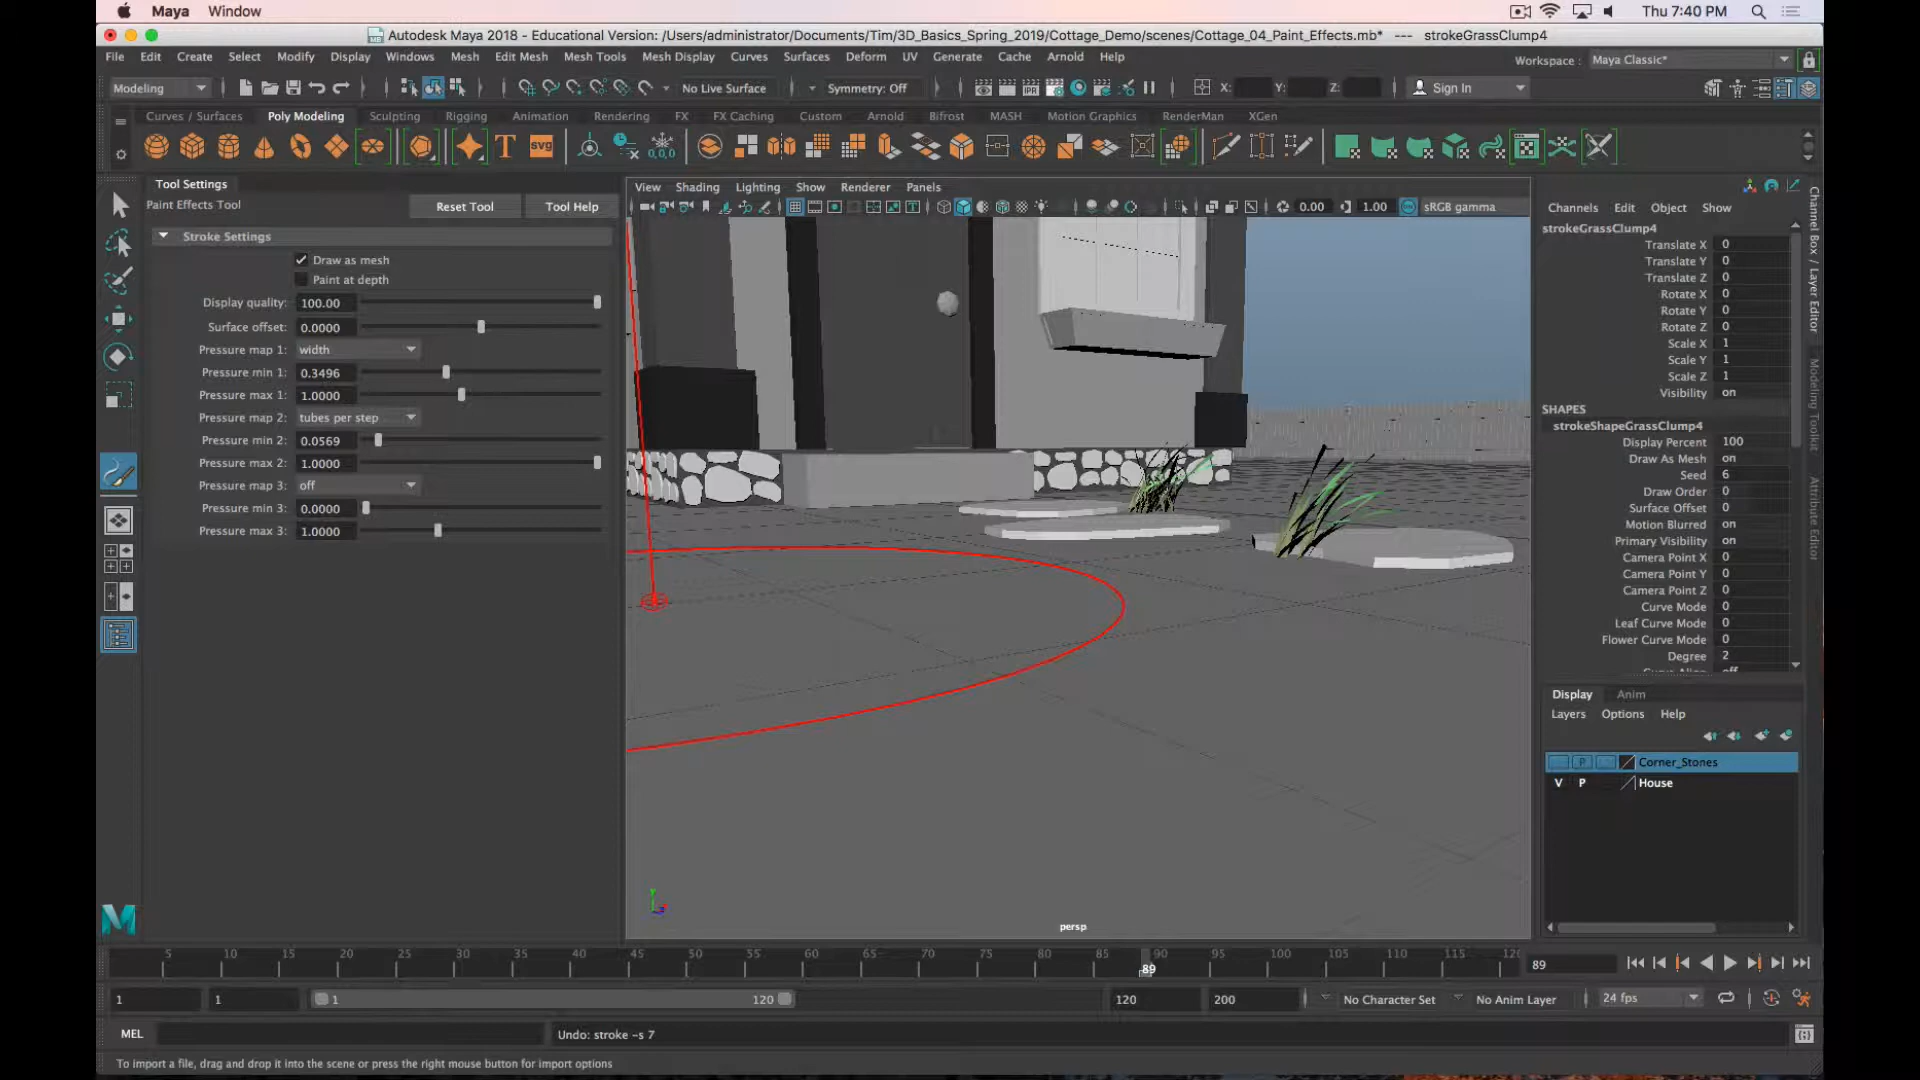 Maya Window Thu 7:40 PM
Autodesk Maya 2018 - Educational Version: /Users/administrator/Documents/Tim/3D_Basics_Spring_2019/Cottage_Demo/scenes/Cottage_04_Paint_Effects.mb* --- strokeGrassClump4
File Edit Create Select Modify Display Windows Mesh Edit Mesh Mesh Tools Mesh Display Curves Surfaces Deform UV Generate Cache Arnold Help Workspace : Maya Classic*
Modeling No Live Surface Symmetry: Off X: Y: Z: Sign In
Curves / Surfaces Poly Modeling Sculpting Rigging Animation Rendering FX FX Caching Custom Arnold Bifrost MASH Motion Graphics RenderMan XGen
T SVG 0,0,0
Tool Settings
Paint Effects Tool Reset Tool Tool Help
Stroke Settings
Draw as mesh
Paint at depth
Display quality: 100.00
Surface offset: 0.0000
Pressure map 1: width
Pressure min 1: 0.3496
Pressure max 1: 1.0000
Pressure map 2: tubes per step
Pressure min 2: 0.0569
Pressure max 2: 1.0000
Pressure map 3: off
Pressure min 3: 0.0000
Pressure max 3: 1.0000
View Shading Lighting Show Renderer Panels
0.00 1.00 sRGB gamma
persp
Channels Edit Object Show
strokeGrassClump4
Translate X 0
Translate Y 0
Translate Z 0
Rotate X 0
Rotate Y 0
Rotate Z 0
Scale X 1
Scale Y 1
Scale Z 1
Visibility on
SHAPES
strokeShapeGrassClump4
Display Percent 100
Draw As Mesh on
Seed 6
Draw Order 0
Surface Offset 0
Motion Blurred on
Primary Visibility on
Camera Point X 0
Camera Point Y 0
Camera Point Z 0
Curve Mode 0
Leaf Curve Mode 0
Flower Curve Mode 0
Degree 2
Channel Box / Layer Editor
Modeling Toolkit
Attribute Editor
Display Anim
Layers Options Help
P Corner_Stones
V P House
5 10 15 20 25 30 35 40 45 50 55 60 65 70 75 80 85 90 95 100 105 110 115 120
89 89
1 1 1 120 120 200 No Character Set No Anim Layer 24 fps
MEL Undo: stroke -s 7
To import a file, drag and drop it into the scene or press the right mouse button for import options